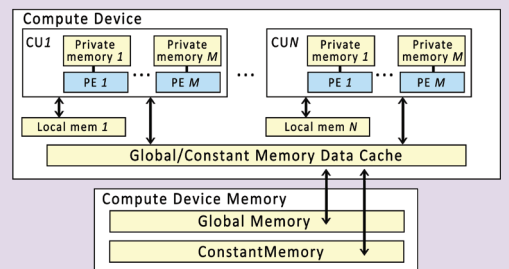 Compute Device
CU1
Private memory 1
Private memory M
PE 1
...
PE M
Local mem 1
...
CUN
Private memory 1
Private memory M
PE 1
...
PE M
Local mem N
Global/Constant Memory Data Cache
Compute Device Memory
Global Memory
ConstantMemory